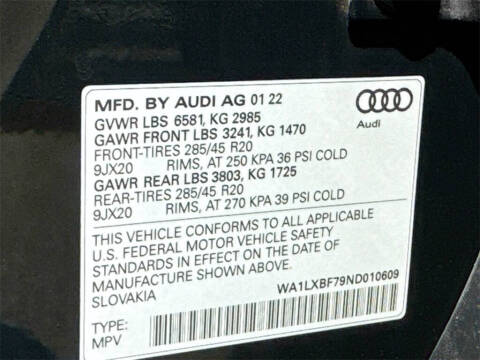 MFD. BY AUDI AG 01 22
GVWR LBS 6581, KG 2985
GAWR FRONT LBS 3241, KG 1470
FRONT-TIRES 285/45 R20
9JX20 RIMS, AT 250 KPA 36 PSI COLD
GAWR REAR LBS 3803, KG 1725
REAR-TIRES 285/45 R20
9JX20 RIMS, AT 270 KPA 39 PSI COLD
Audi
THIS VEHICLE CONFORMS TO ALL APPLICABLE
U.S. FEDERAL MOTOR VEHICLE SAFETY
STANDARDS IN EFFECT ON THE DATE OF
MANUFACTURE SHOWN ABOVE.
SLOVAKIA WA1LXBF79ND010609
TYPE:
MPV